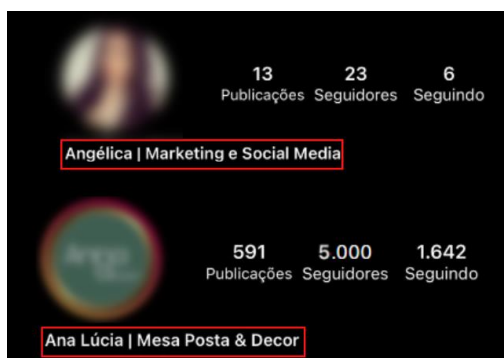 13 23 6
Publicações Seguidores Seguindo
Angélica | Marketing e Social Media
591 5.000 1.642
Publicações Seguidores Seguindo
Ana Lúcia | Mesa Posta & Decor